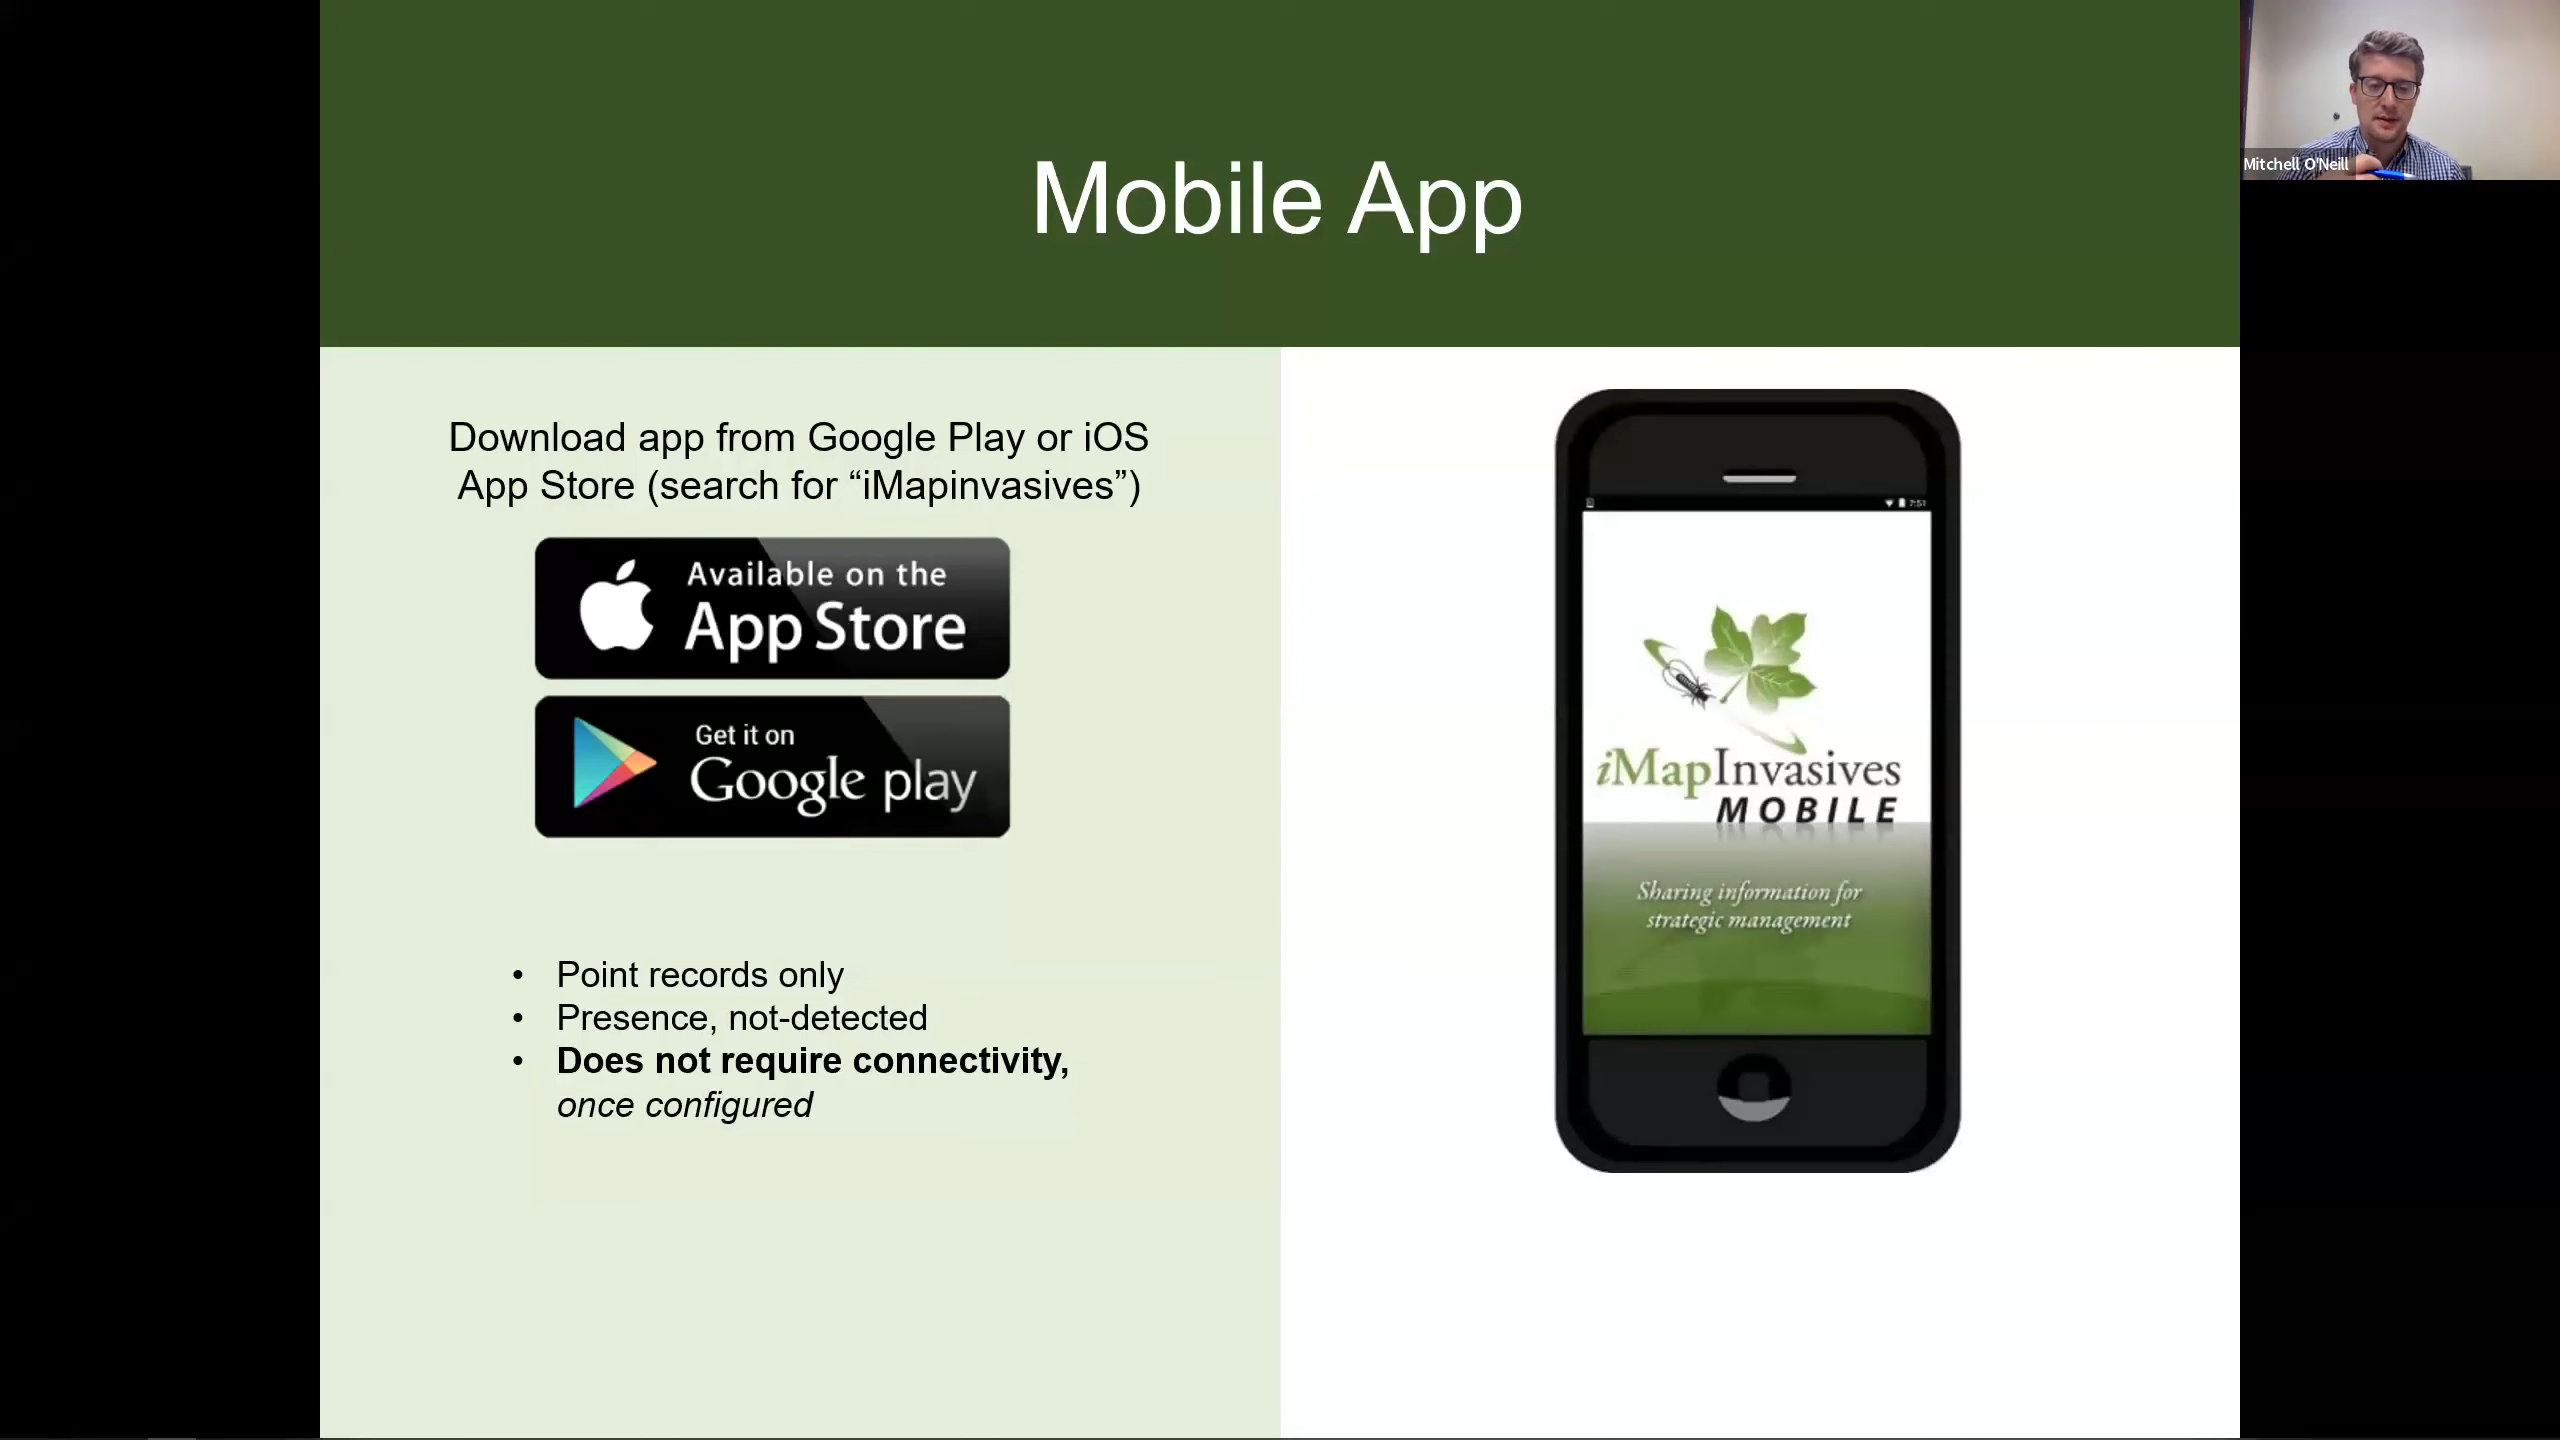 Mobile App
Mitchell O'Neill
Download app from Google Play or iOS
App Store (search for “iMapinvasives”)
Available on the
App Store
Get it on
Google play
• Point records only
• Presence, not-detected
• Does not require connectivity,
once configured
7:51
iMapInvasives
MOBILE
Sharing information for
strategic management